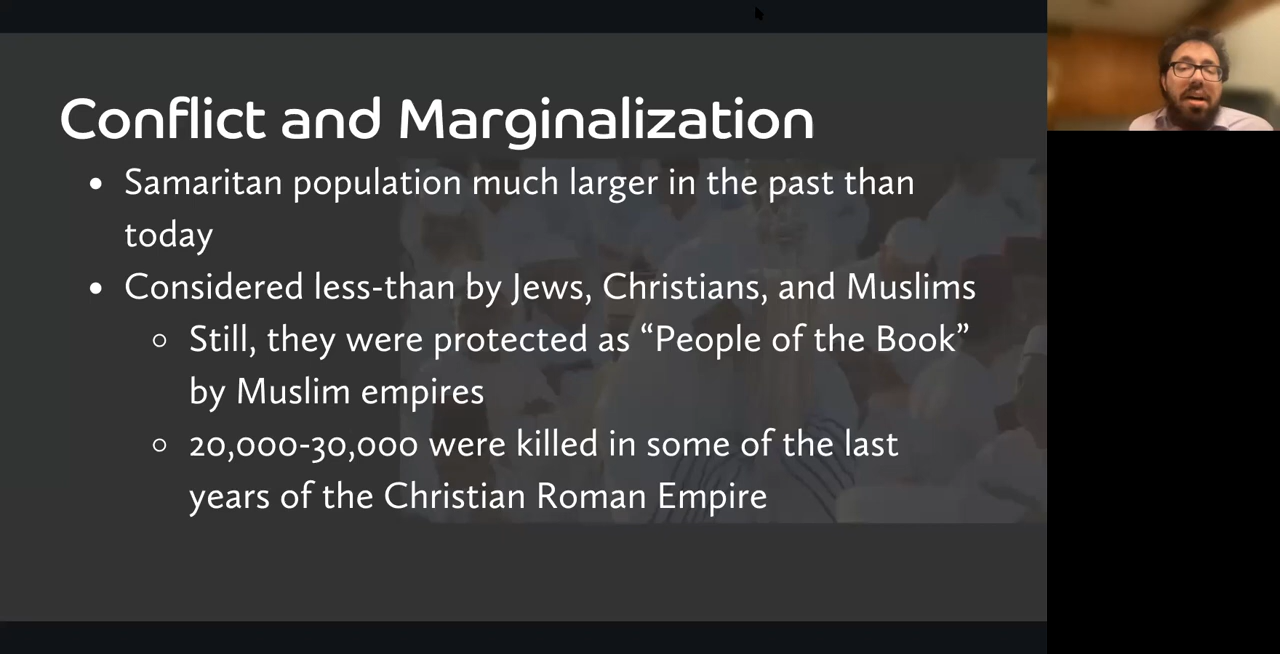 Conflict and Marginalization
• Samaritan population much larger in the past than
today
• Considered less-than by Jews, Christians, and Muslims
○ Still, they were protected as “People of the Book”
by Muslim empires
○ 20,000-30,000 were killed in some of the last
years of the Christian Roman Empire